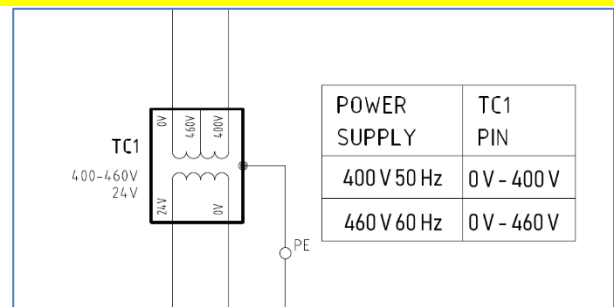 0V
460V
400V
TC1
400-460V
24V
24V
0V
PE
POWER SUPPLY
TC1 PIN
400 V 50 Hz
0 V - 400 V
460 V 60 Hz
0 V - 460 V